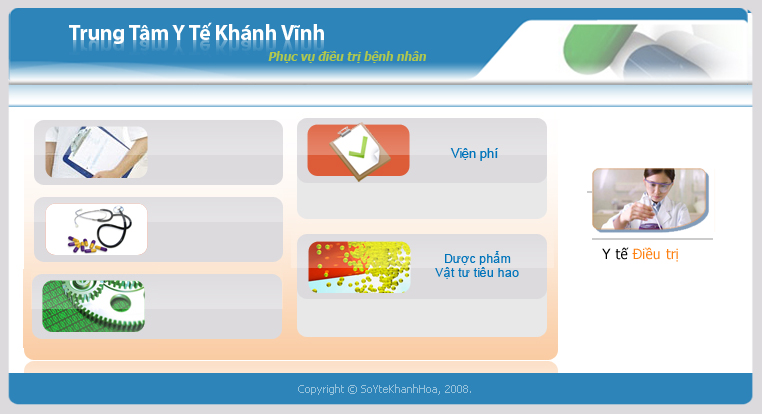 Trung Tâm Y Tế Khánh Vĩnh
Phục vụ điều trị bệnh nhân
Viện phí
Dược phẩm
Vật tư tiêu hao
Y tế Điều trị
Copyright © SoYteKhanhHoa, 2008.